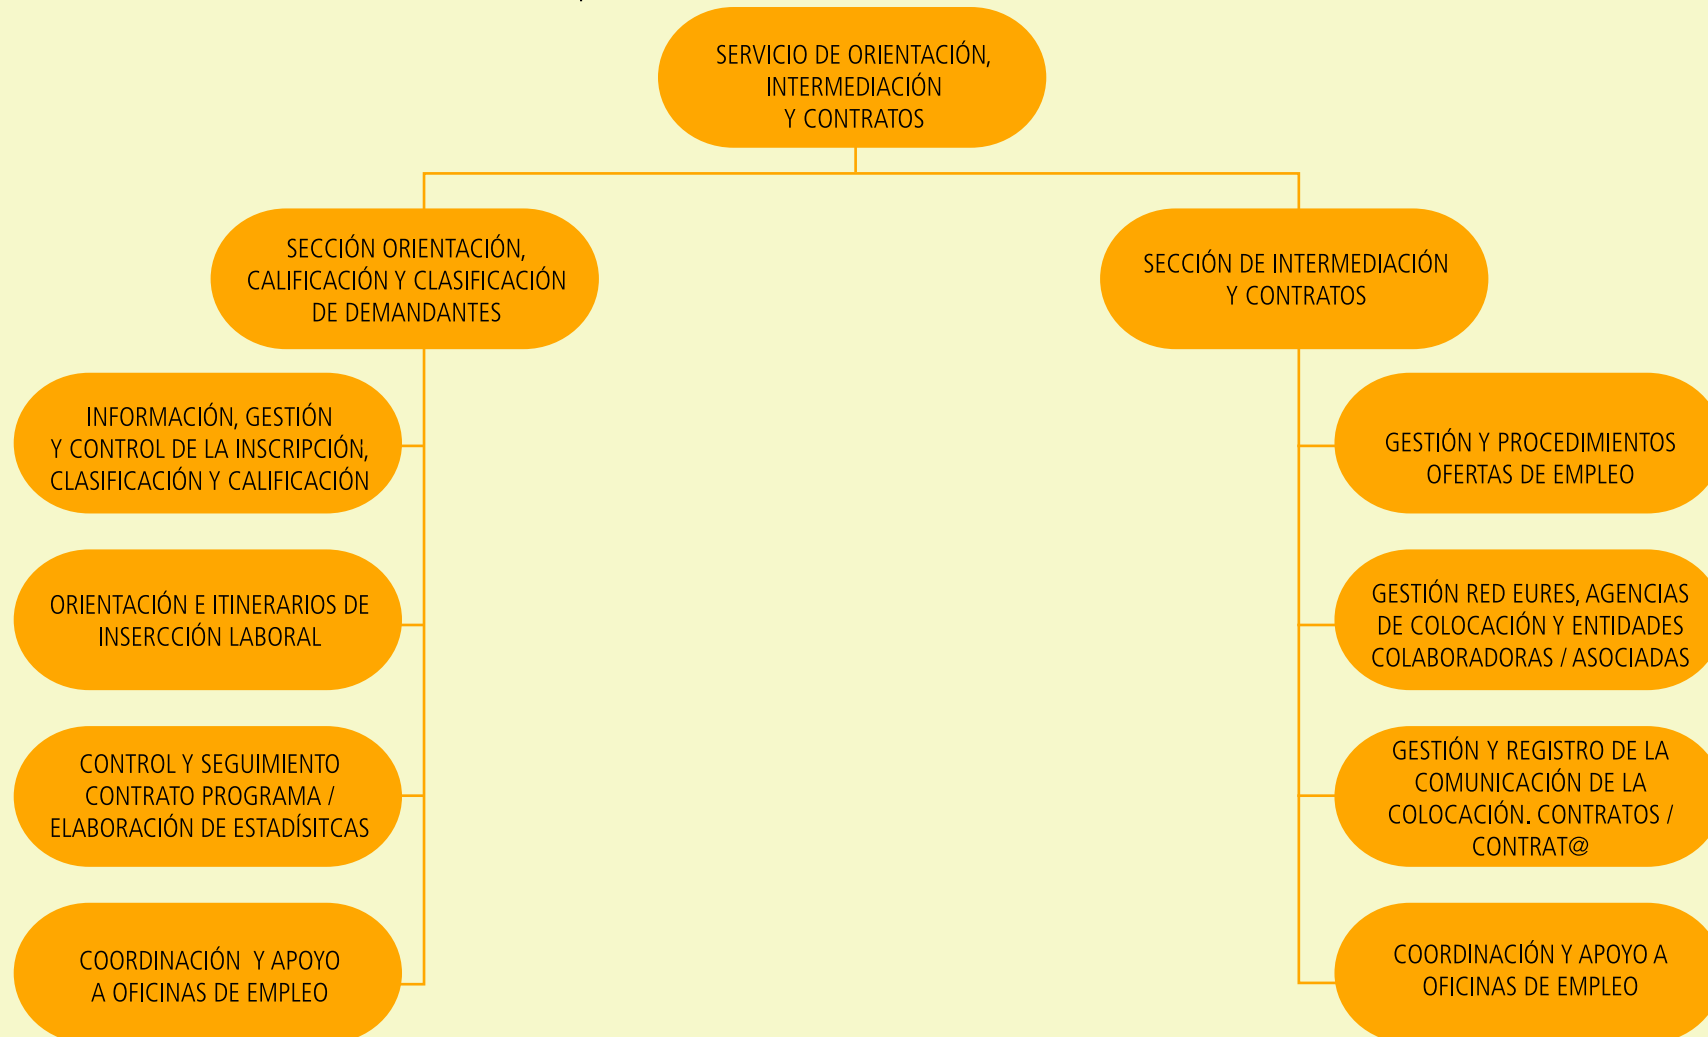 SERVICIO DE ORIENTACIÓN,
INTERMEDIACIÓN
Y CONTRATOS
SECCIÓN ORIENTACIÓN,
CALIFICACIÓN Y CLASIFICACIÓN
DE DEMANDANTES
SECCIÓN DE INTERMEDIACIÓN
Y CONTRATOS
INFORMACIÓN, GESTIÓN
Y CONTROL DE LA INSCRIPCIÓN,
CLASIFICACIÓN Y CALIFICACIÓN
ORIENTACIÓN E ITINERARIOS DE
INSERCCIÓN LABORAL
CONTROL Y SEGUIMIENTO
CONTRATO PROGRAMA /
ELABORACIÓN DE ESTADÍSITCAS
COORDINACIÓN Y APOYO
A OFICINAS DE EMPLEO
GESTIÓN Y PROCEDIMIENTOS
OFERTAS DE EMPLEO
GESTIÓN RED EURES, AGENCIAS
DE COLOCACIÓN Y ENTIDADES
COLABORADORAS / ASOCIADAS
GESTIÓN Y REGISTRO DE LA
COMUNICACIÓN DE LA
COLOCACIÓN. CONTRATOS /
CONTRAT@
COORDINACIÓN Y APOYO A
OFICINAS DE EMPLEO